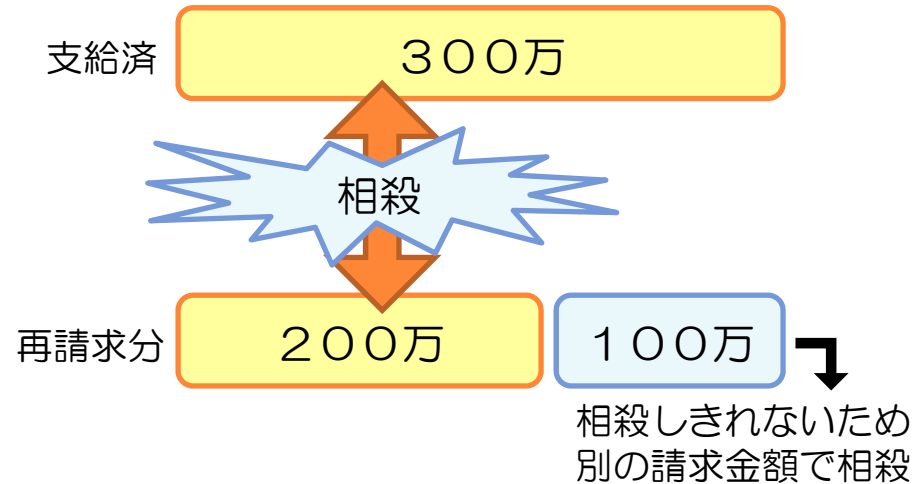 支給済
３００万
相殺
再請求分
２００万
１００万
相殺しきれないため
別の請求金額で相殺